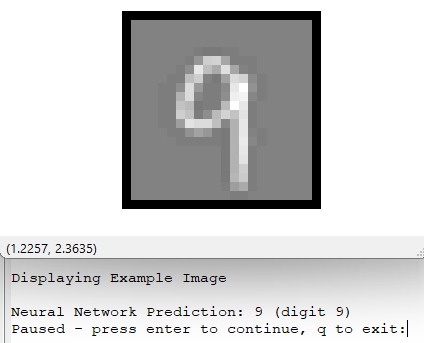 9
(1.2257, 2.3635)
Displaying Example Image
Neural Network Prediction: 9 (digit 9)
Paused - press enter to continue, q to exit: